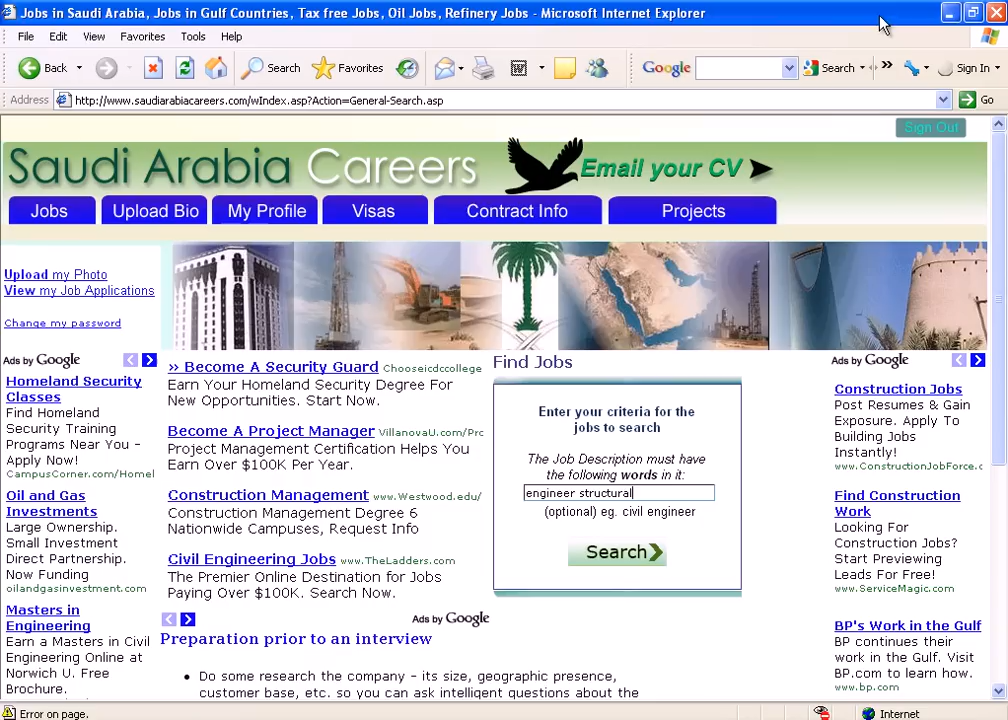 Jobs in Saudi Arabia, Jobs in Gulf Countries, Tax free Jobs, Oil Jobs, Refinery Jobs - Microsoft Internet Explorer
File Edit View Favorites Tools Help
Back Search Favorites Google Search » Sign In
Address http://www.saudiarabiacareers.com/wIndex.asp?Action=General-Search.asp Go
Sign Out
Saudi Arabia Careers
Email your CV
Jobs Upload Bio My Profile Visas Contract Info Projects
Upload my Photo
View my Job Applications
Change my password
Ads by Google
Homeland Security
Classes
Find Homeland
Security Training
Programs Near You -
Apply Now!
CampusCorner.com/Homel
Oil and Gas
Investments
Large Ownership.
Small Investment
Direct Partnership.
Now Funding
oilandgasinvestment.com
Masters in
Engineering
Earn a Masters in Civil
Engineering Online at
Norwich U. Free
Brochure.
>> Become A Security Guard Chooseicdccollege
Earn Your Homeland Security Degree For
New Opportunities. Start Now.
Become A Project Manager VillanovaU.com/Prc
Project Management Certification Helps You
Earn Over $100K Per Year.
Construction Management www.Westwood.edu/
Construction Management Degree 6
Nationwide Campuses, Request Info
Civil Engineering Jobs www.TheLadders.com
The Premier Online Destination for Jobs
Paying Over $100K. Search Now.
Ads by Google
Find Jobs
Enter your criteria for the
jobs to search
The Job Description must have
the following words in it:
engineer structural
(optional) eg. civil engineer
Search
Ads by Google
Construction Jobs
Post Resumes & Gain
Exposure. Apply To
Building Jobs
Instantly!
www.ConstructionJobForce.c
Find Construction
Work
Looking For
Construction Jobs?
Start Previewing
Leads For Free!
www.ServiceMagic.com
BP's Work in the Gulf
BP continues their
work in the Gulf. Visit
BP.com to learn how.
www.bp.com
Preparation prior to an interview
• Do some research the company - its size, geographic presence,
customer base, etc. so you can ask intelligent questions about the
Error on page. Internet